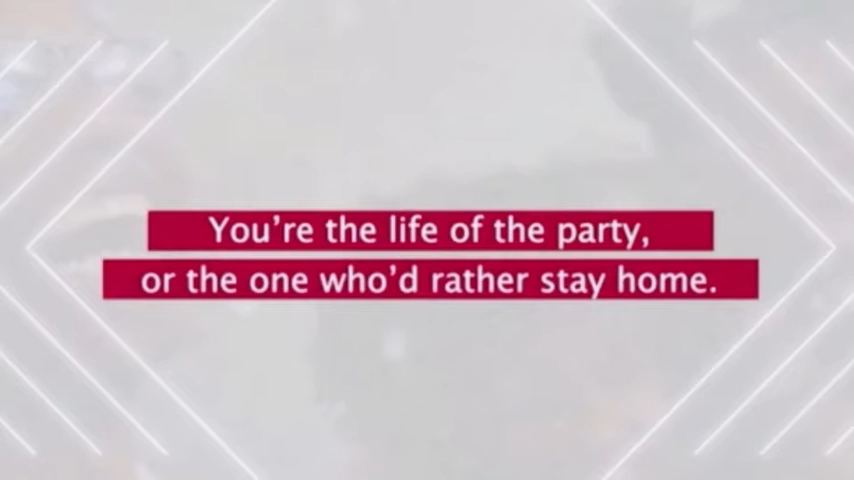 You’re the life of the party,
or the one who’d rather stay home.